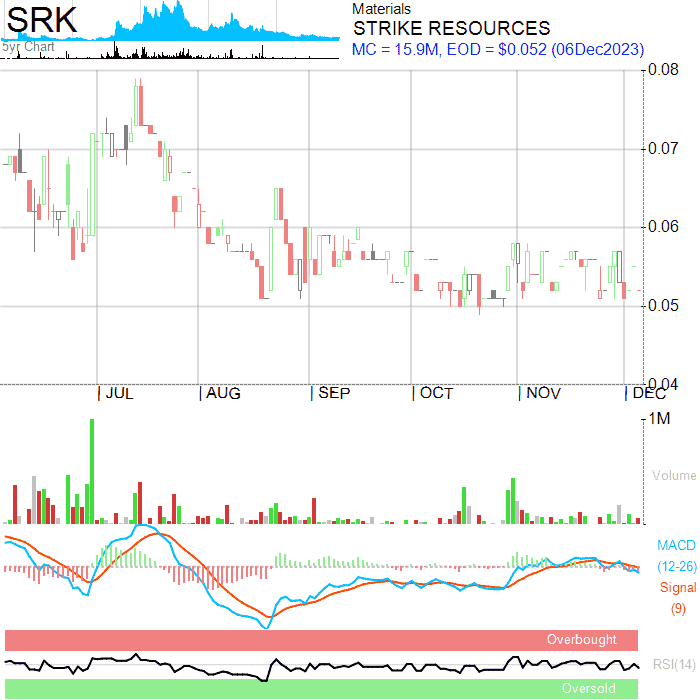 SRK
5yr Chart
Materials
STRIKE RESOURCES
MC = 15.9M, EOD = $0.052 (06Dec2023)
0.08
0.07
0.06
0.05
0.04
JUL AUG SEP OCT NOV DEC
1M
Volume
MACD
(12-26)
Signal
(9)
Overbought
RSI(14)
Oversold